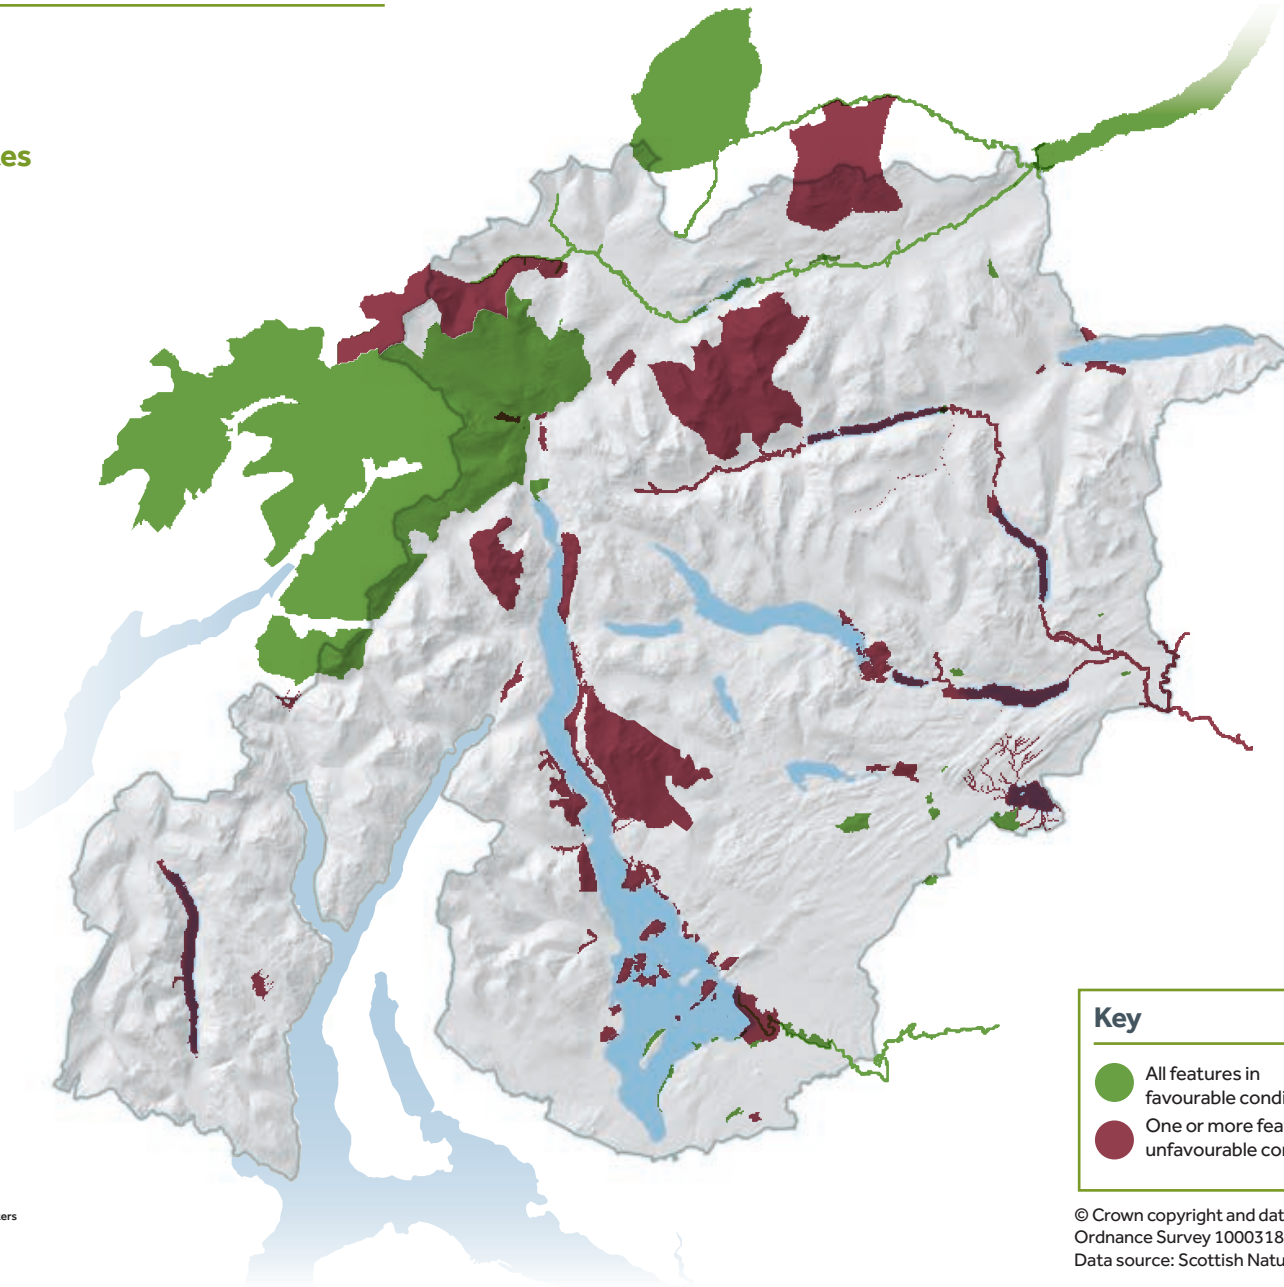 es
Key
All features in
favourable condi
One or more fea
unfavourable co
ers
© Crown copyright and dat
Ordnance Survey 1000318
Data source: Scottish Natu